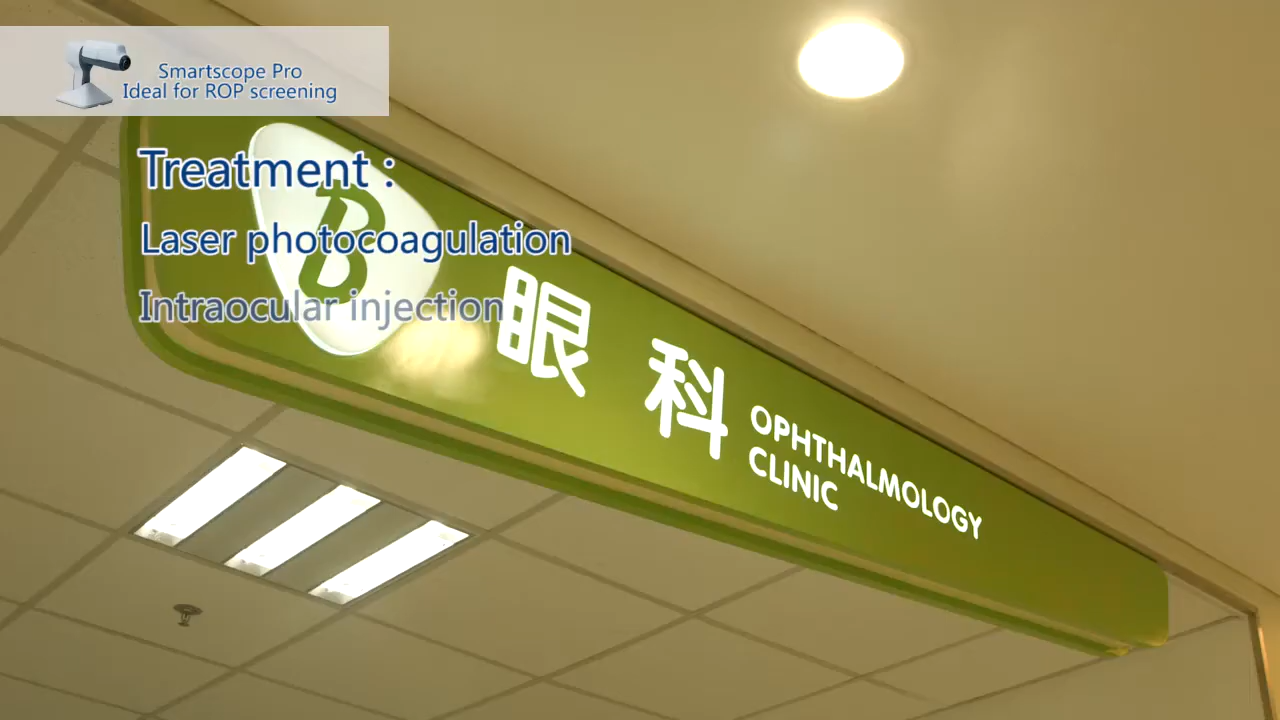 Smartscope Pro
Ideal for ROP screening
Treatment :
Laser photocoagulation
Intraocular injection
B
眼 科
OPHTHALMOLOGY
CLINIC